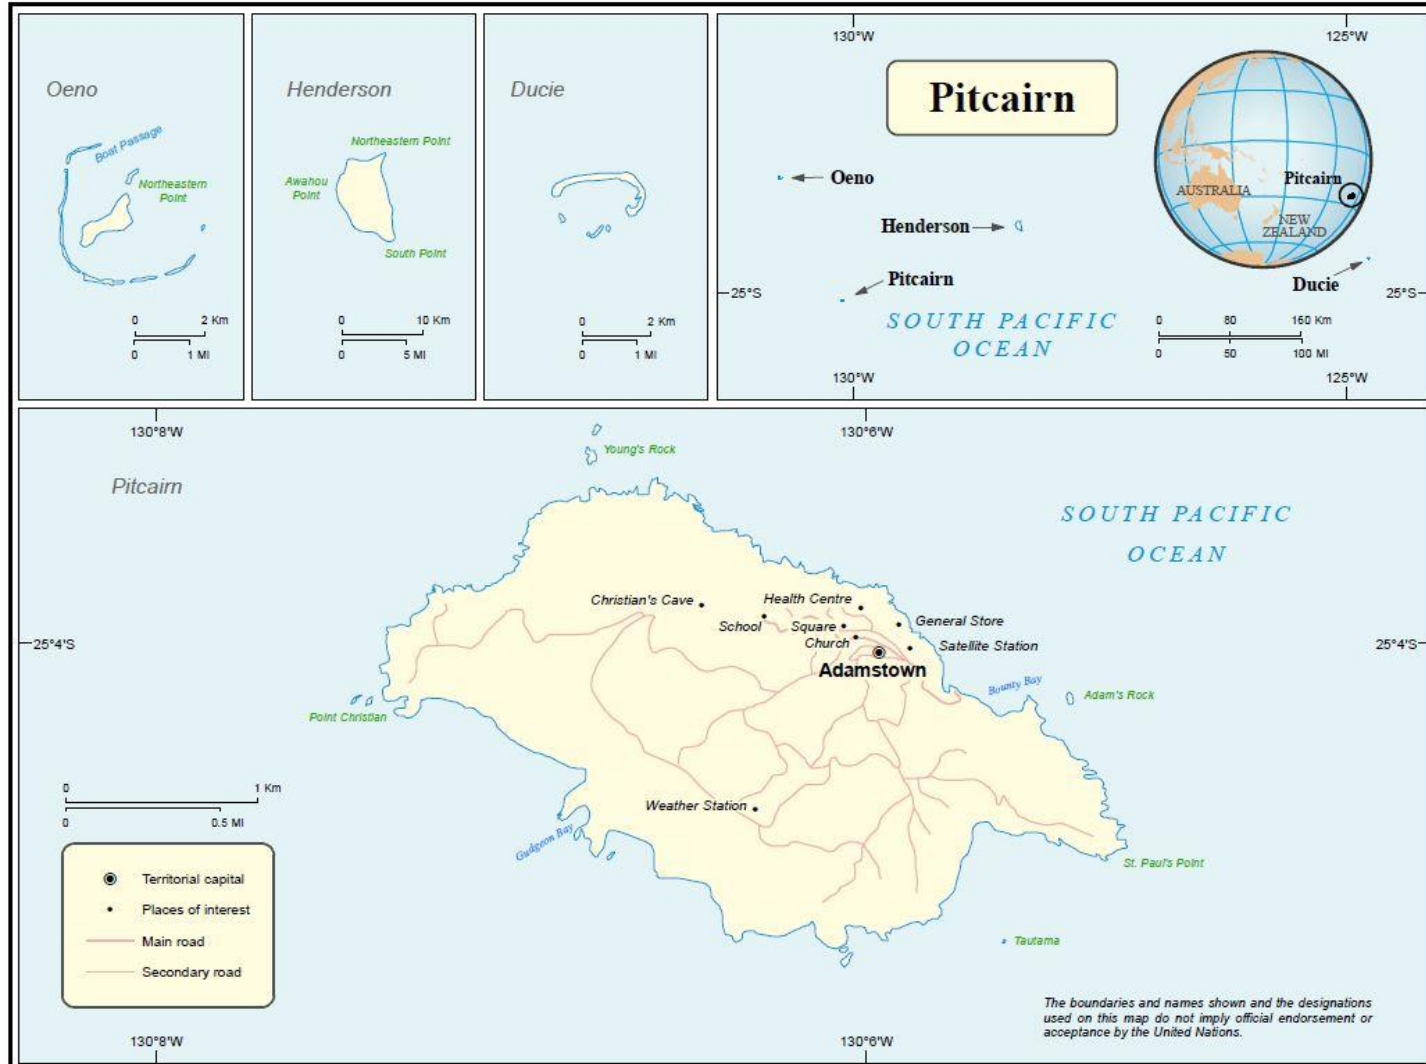 Oeno
Boat Passage
Northeastern
Point
0 2 Km
0 1 MI
Henderson
Northeastern Point
Awahou
Point
South Point
0 10 Km
0 5 MI
Ducie
0 2 Km
0 1 MI
130°W
125°W
Pitcairn
Oeno
Henderson
Pitcairn
25°S
SOUTH PACIFIC
OCEAN
AUSTRALIA
Pitcairn
NEW
ZEALAND
Ducie
25°S
0 80 160 Km
0 50 100 MI
130°W
125°W
130°8'W
130°6'W
Pitcairn
Young's Rock
SOUTH PACIFIC
OCEAN
Christian's Cave
Health Centre
School
Square
General Store
Church
Satellite Station
25°4'S
25°4'S
Adamstown
Bounty Bay
Adam's Rock
Point Christian
0 1 Km
0 0.5 MI
Weather Station
Gudgeon Bay
St. Paul's Point
Territorial capital
Places of interest
Main road
Secondary road
Tautama
The boundaries and names shown and the designations
used on this map do not imply official endorsement or
acceptance by the United Nations.
130°8'W
130°6'W